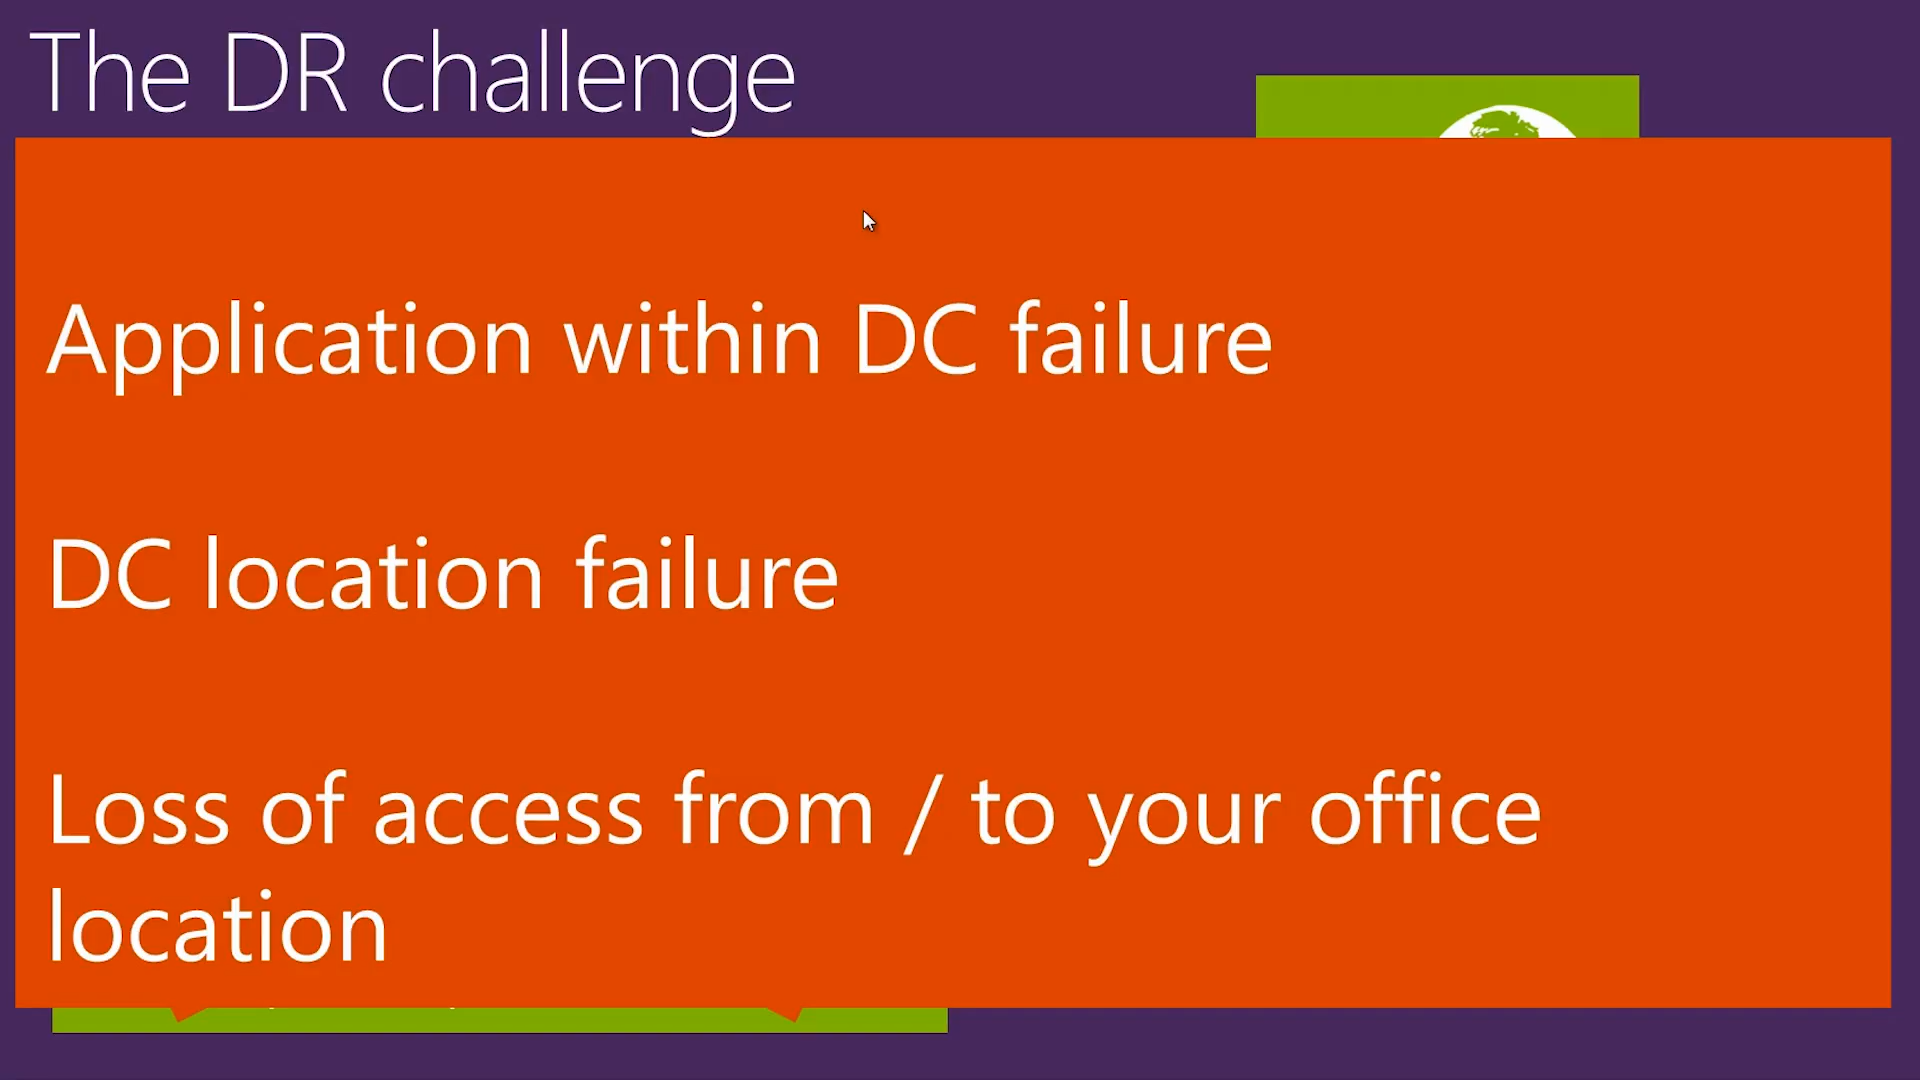 The DR challenge
Application within DC failure
DC location failure
Loss of access from / to your office
location